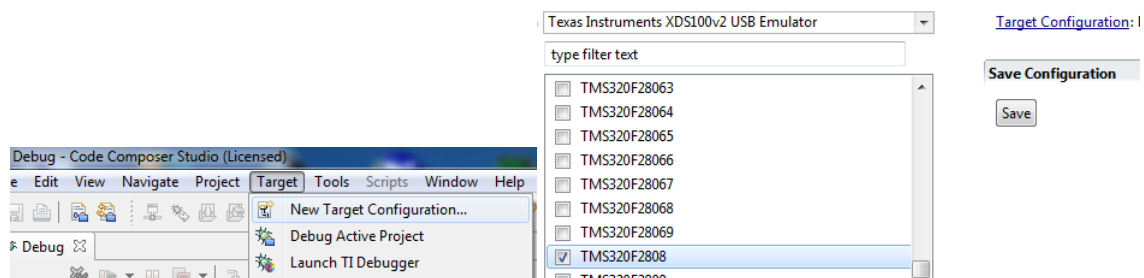 Texas Instruments XDS100v2 USB Emulator
type filter text
TMS320F28063
TMS320F28064
TMS320F28065
TMS320F28066
TMS320F28067
TMS320F28068
TMS320F28069
TMS320F2808
Target Configuration:
Save Configuration
Save
Debug - Code Composer Studio (Licensed)
e Edit View Navigate Project Target Tools Scripts Window Help
New Target Configuration...
Debug Active Project
Launch TI Debugger
Debug